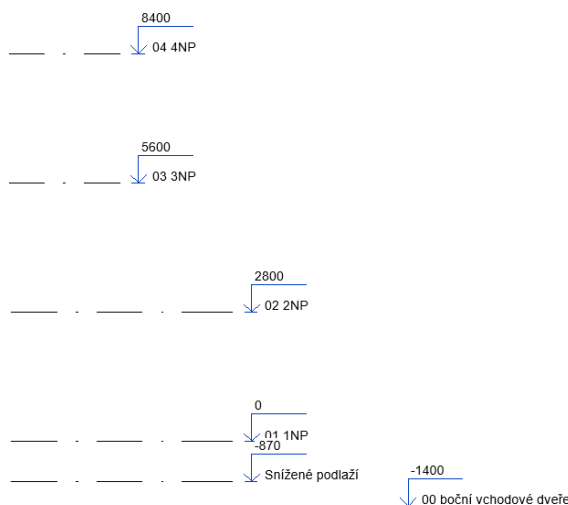 8400
04 4NP
5600
03 3NP
2800
02 2NP
0
01 1NP
-870
Snížené podlaží
-1400
00 boční vchodové dveře